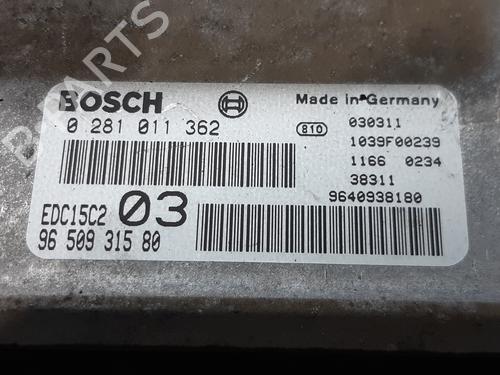 B-PARTS
BOSCH
Made in Germany
0 281 011 362
810
030311
1039F00239
1166 0234
38311
9640938180
EDC15C2 03
96 509 315 80